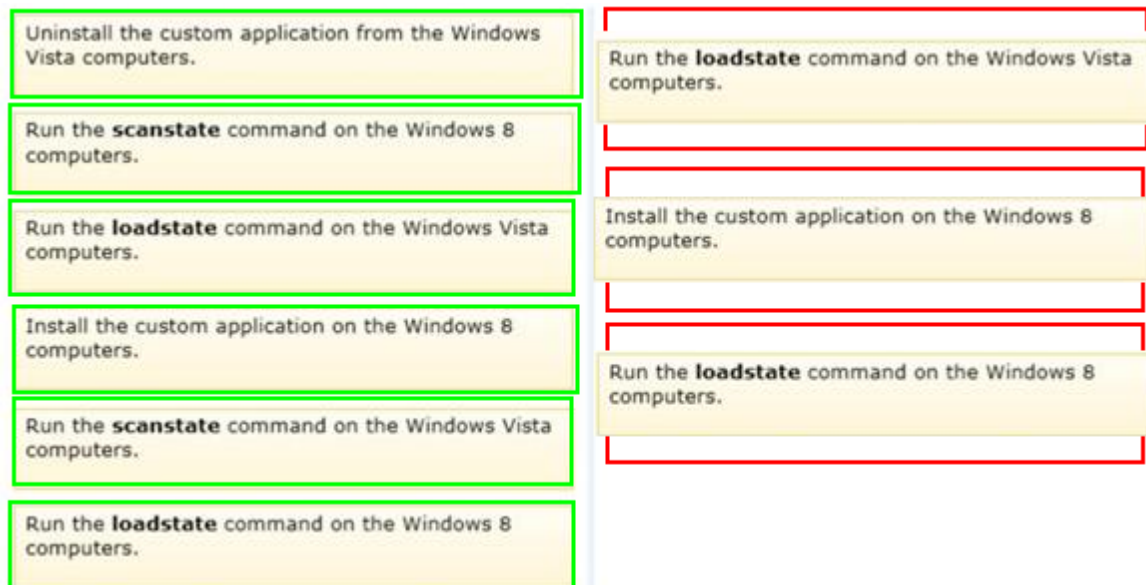 Uninstall the custom application from the Windows
Vista computers.
Run the scanstate command on the Windows 8
computers.
Run the loadstate command on the Windows Vista
computers.
Install the custom application on the Windows 8
computers.
Run the scanstate command on the Windows Vista
computers.
Run the loadstate command on the Windows 8
computers.
Run the loadstate command on the Windows Vista
computers.
Install the custom application on the Windows 8
computers.
Run the loadstate command on the Windows 8
computers.